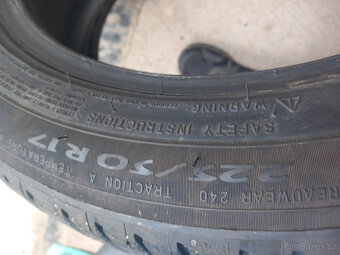 WARNING:
SAFETY INSTRUCTIONS
225/50R17
TREADWEAR 240 TRACTION A TEMPERATURE